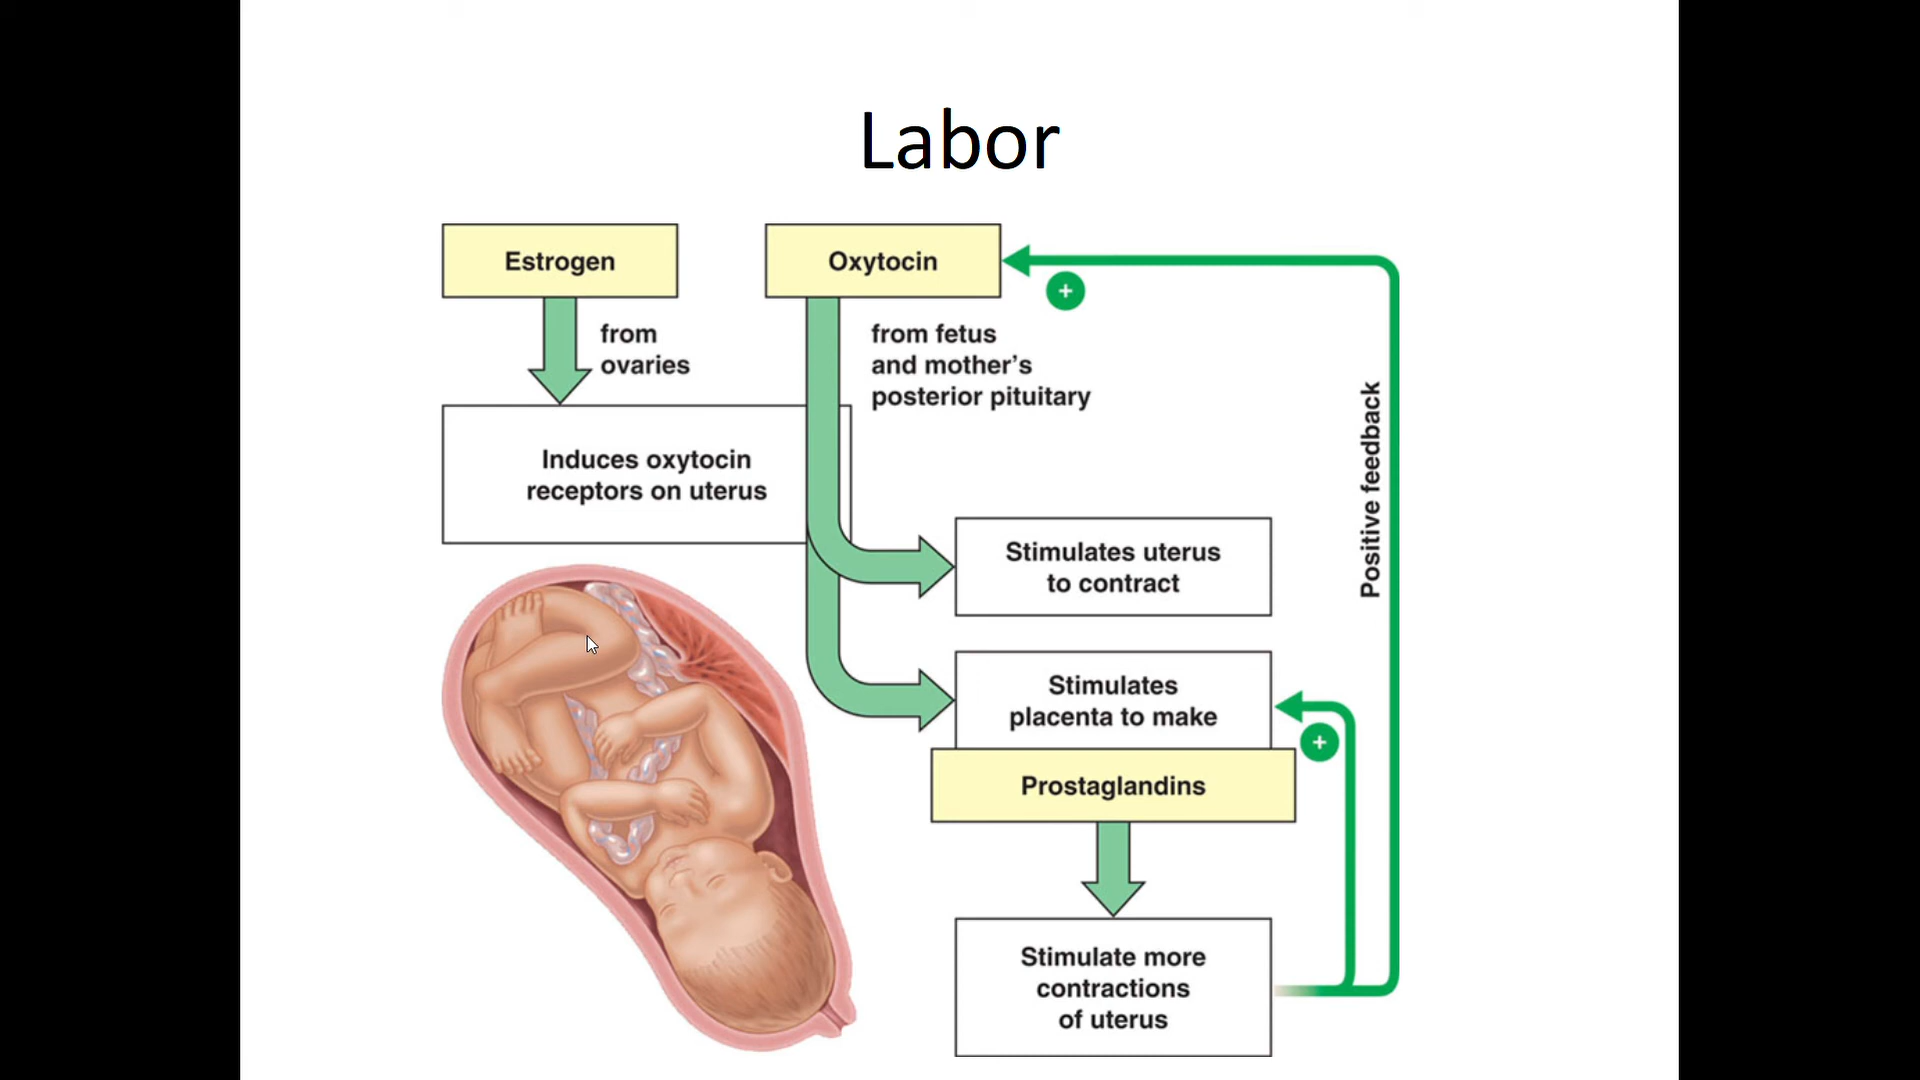 Labor
Estrogen
Oxytocin
+
from
ovaries
from fetus
and mother's
posterior pituitary
Positive feedback
Induces oxytocin
receptors on uterus
Stimulates uterus
to contract
Stimulates
placenta to make
+
Prostaglandins
Stimulate more
contractions
of uterus